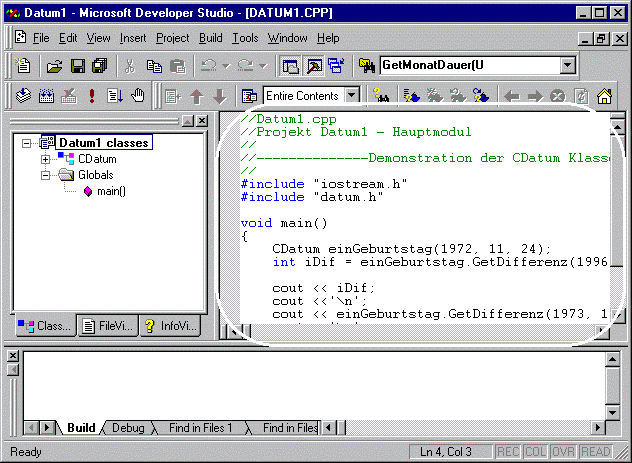 Datum1 - Microsoft Developer Studio - [DATUM1.CPP]
File Edit View Insert Project Build Tools Window Help
GetMonatDauer(U
Entire Contents
Datum1 classes
CDatum
Globals
main()
Class... FileVi... InfoVi...
//Datum1.cpp
//Projekt Datum1 - Hauptmodul
//
//--------------Demonstration der CDatum Klasse
//
#include "iostream.h"
#include "datum.h"
void main()
{
CDatum einGeburtstag(1972, 11, 24);
int iDif = einGeburtstag.GetDifferenz(1996
cout << iDif;
cout <<'\n';
cout << einGeburtstag.GetDifferenz(1973, 1
Build Debug Find in Files 1 Find in Files
Ready Ln 4, Col 3 REC COL OVR READ